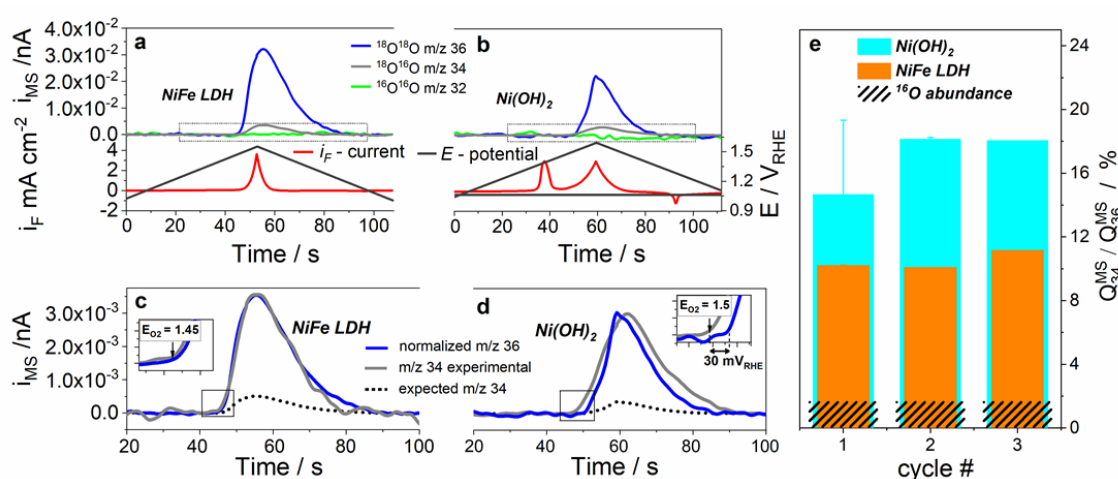 a
NiFe LDH
¹⁸O¹⁸O m/z 36
¹⁸O¹⁶O m/z 34
¹⁶O¹⁶O m/z 32
b
Ni(OH)₂
i_F - current
E - potential
4.0x10⁻²
3.0x10⁻²
2.0x10⁻²
1.0x10⁻²
0.0
4
2
0
-2
i_F mA cm⁻² i_MS /nA
0 20 40 60 80 100
Time / s
0 20 40 60 80 100
Time / s
1.5
1.2
0.9
E / V_RHE
c
NiFe LDH
E_O2 = 1.45
normalized m/z 36
m/z 34 experimental
expected m/z 34
d
Ni(OH)₂
E_O2 = 1.5
30 mV_RHE
3.0x10⁻³
2.0x10⁻³
1.0x10⁻³
0.0
i_MS /nA
20 40 60 80 100
Time / s
20 40 60 80 100
Time / s
e
Ni(OH)₂
NiFe LDH
¹⁶O abundance
24
20
16
12
8
4
0
Q₃₄^MS / Q₃₆^MS / %
1 2 3
cycle #